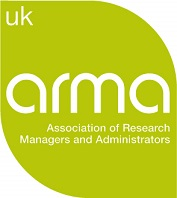 uk
arma
Association of Research
Managers and Administrators